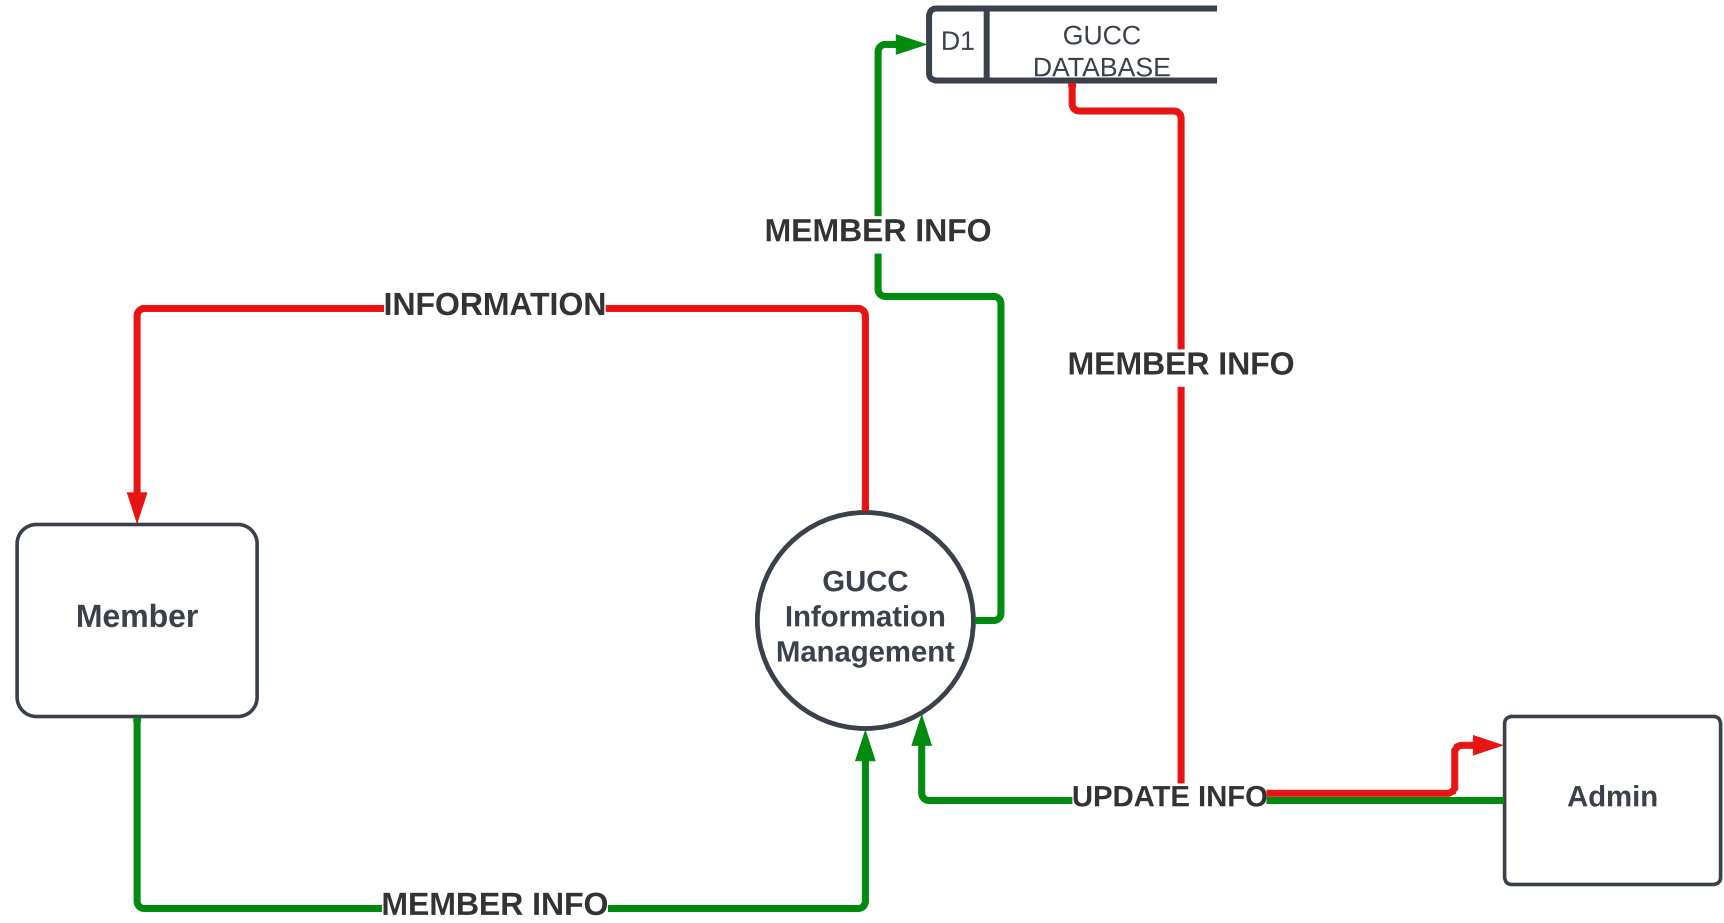 D1
GUCC
DATABASE
MEMBER INFO
INFORMATION
MEMBER INFO
Member
GUCC
Information
Management
UPDATE INFO
Admin
MEMBER INFO